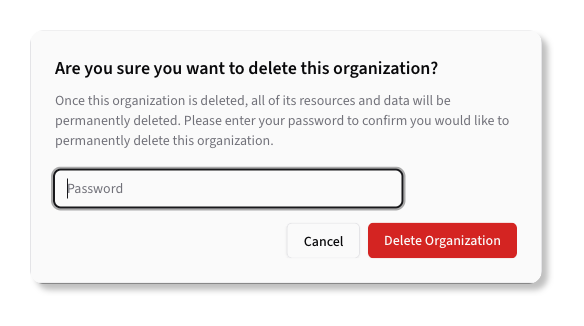 Are you sure you want to delete this organization?
Once this organization is deleted, all of its resources and data will be
permanently deleted. Please enter your password to confirm you would like to
permanently delete this organization.
Password
Cancel
Delete Organization